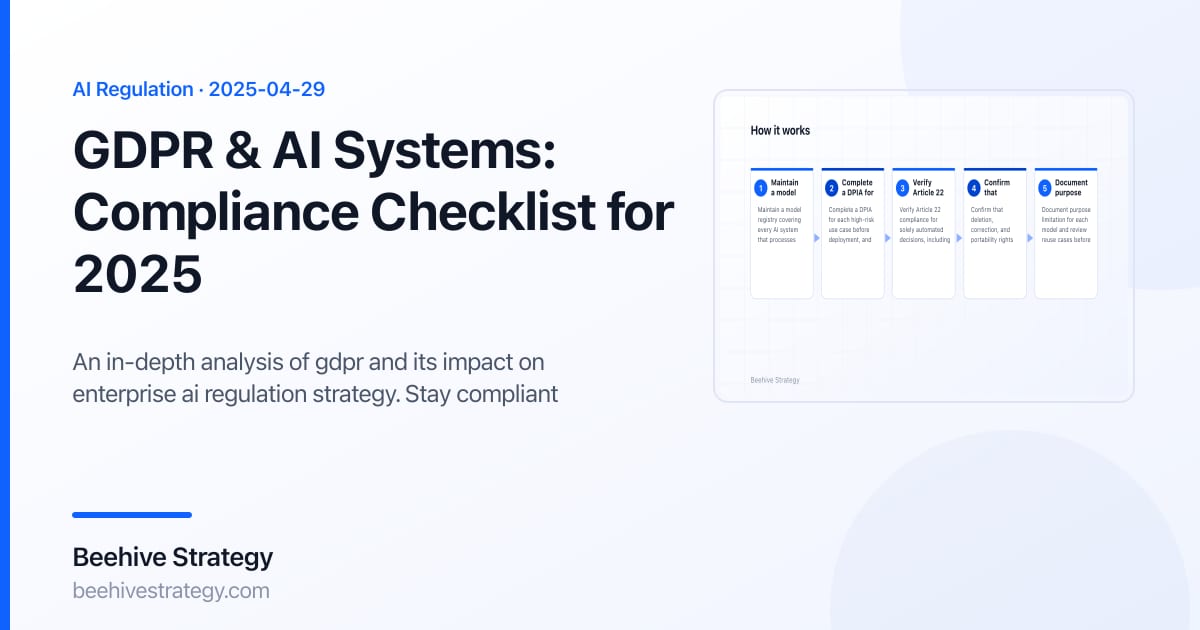 AI Regulation · 2025-04-29
GDPR & AI Systems:
Compliance Checklist for
2025
An in-depth analysis of gdpr and its impact on
enterprise ai regulation strategy. Stay compliant
Beehive Strategy
beehivestrategy.com
How it works
1
Maintain
a model
Maintain a model
registry covering
every AI system
that processes
2
Complete
a DPIA for
Complete a DPIA
for each high-risk
use case before
deployment, and
3
Verify
Article 22
Verify Article 22
compliance for
solely automated
decisions, including
4
Confirm
that
Confirm that
deletion,
correction, and
portability rights
5
Document
purpose
Document purpose
limitation for each
model and review
reuse cases before
Beehive Strategy